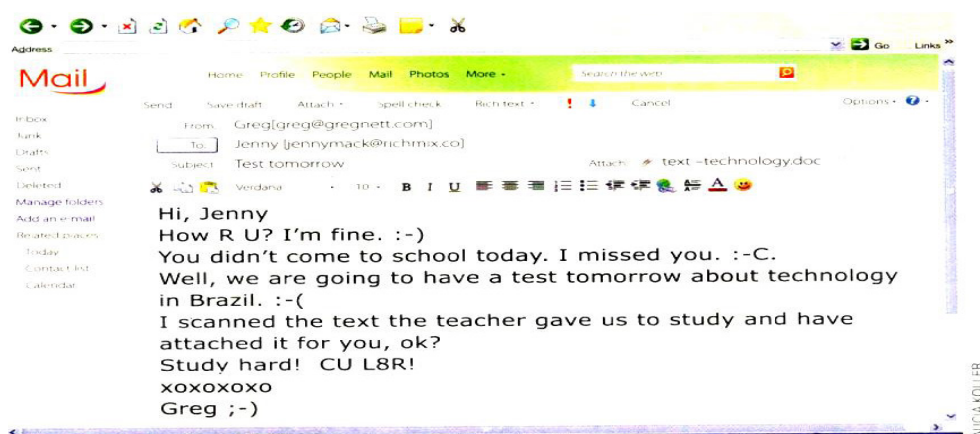 Address
Go Links »
Mail
Home Profile People Mail Photos More
Search the web
Send Save draft Attach Spell check Rich text ! Cancel Options ?
Inbox
Junk
Drafts
Sent
Deleted
Manage folders
Add an e-mail
Related places
Today
Contact list
Calendar
From: Greg[greg@gregnett.com]
To: Jenny [jennymack@richmix.co]
Subject Test tomorrow Attach: text –technology.doc
Verdana 10 B I U A
Hi, Jenny
How R U? I’m fine. :-)
You didn’t come to school today. I missed you. :-C.
Well, we are going to have a test tomorrow about technology
in Brazil. :-(
I scanned the text the teacher gave us to study and have
attached it for you, ok?
Study hard! CU L8R!
xoxoxoxo
Greg ;-)